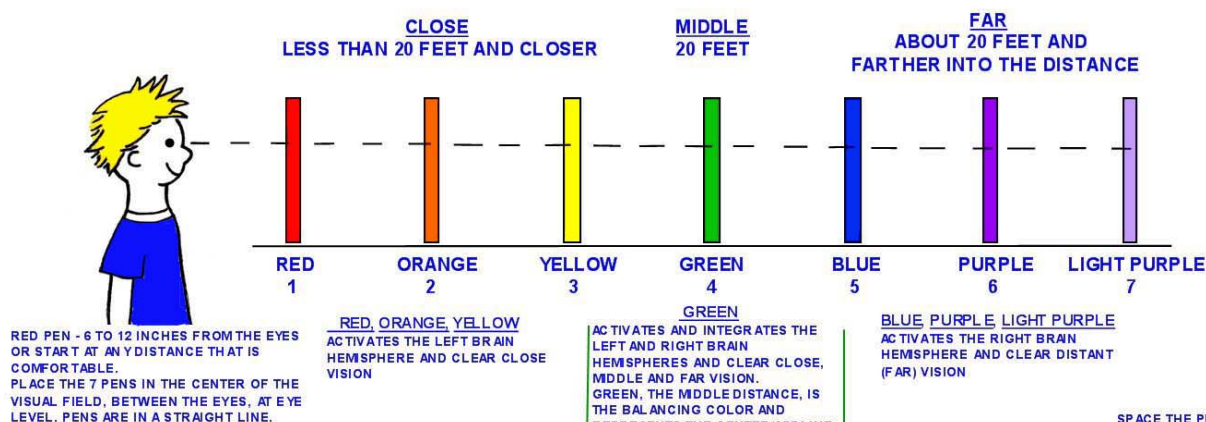 CLOSE
LESS THAN 20 FEET AND CLOSER
MIDDLE
20 FEET
FAR
ABOUT 20 FEET AND
FARTHER INTO THE DISTANCE
RED
1
ORANGE
2
YELLOW
3
GREEN
4
BLUE
5
PURPLE
6
LIGHT PURPLE
7
RED PEN - 6 TO 12 INCHES FROM THE EYES
OR START AT ANY DISTANCE THAT IS
COMFORTABLE.
PLACE THE 7 PENS IN THE CENTER OF THE
VISUAL FIELD, BETWEEN THE EYES, AT EYE
LEVEL. PENS ARE IN A STRAIGHT LINE.
RED, ORANGE, YELLOW
ACTIVATES THE LEFT BRAIN
HEMISPHERE AND CLEAR CLOSE
VISION
GREEN
ACTIVATES AND INTEGRATES THE
LEFT AND RIGHT BRAIN
HEMISPHERES AND CLEAR CLOSE,
MIDDLE AND FAR VISION.
GREEN, THE MIDDLE DISTANCE, IS
THE BALANCING COLOR AND
BLUE, PURPLE, LIGHT PURPLE
ACTIVATES THE RIGHT BRAIN
HEMISPHERE AND CLEAR DISTANT
(FAR) VISION
SPACE THE